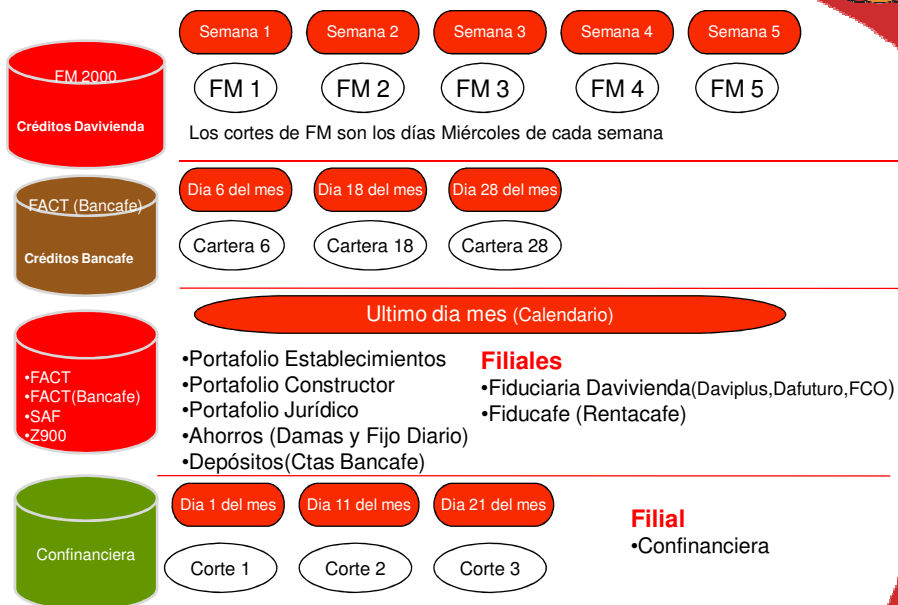 Semana 1
Semana 2
Semana 3
Semana 4
Semana 5
FM 2000
Créditos Davivienda
FM 1
FM 2
FM 3
FM 4
FM 5
Los cortes de FM son los días Miércoles de cada semana
FACT (Bancafe)
Créditos Bancafe
Dia 6 del mes
Dia 18 del mes
Dia 28 del mes
Cartera 6
Cartera 18
Cartera 28
Ultimo dia mes (Calendario)
•FACT
•FACT(Bancafe)
•SAF
•Z900
•Portafolio Establecimientos
•Portafolio Constructor
•Portafolio Jurídico
•Ahorros (Damas y Fijo Diario)
•Depósitos(Ctas Bancafe)
Filiales
•Fiduciaria Davivienda(Daviplus,Dafuturo,FCO)
•Fiducafe (Rentacafe)
Confinanciera
Dia 1 del mes
Dia 11 del mes
Dia 21 del mes
Corte 1
Corte 2
Corte 3
Filial
•Confinanciera